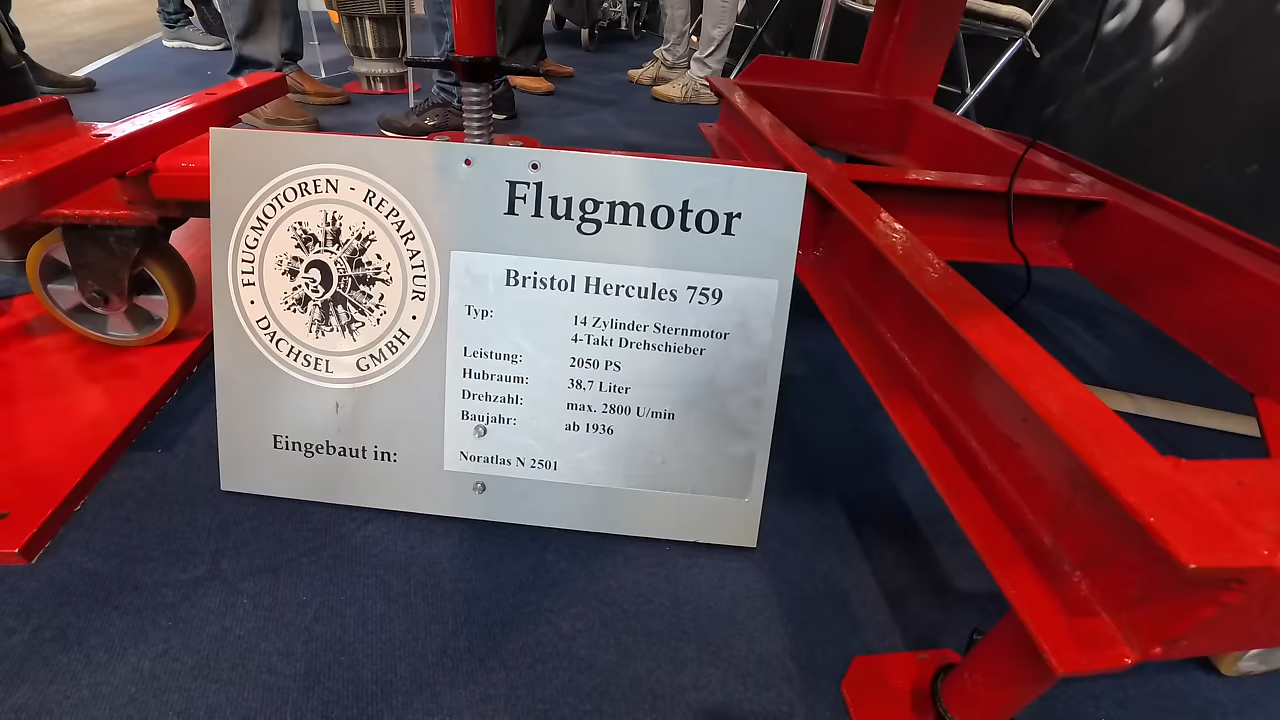 FLUGMOTOREN - REPARATUR
· DACHSEL GMBH ·
Flugmotor
Bristol Hercules 759
Typ: 14 Zylinder Sternmotor
4-Takt Drehschieber
Leistung: 2050 PS
Hubraum: 38,7 Liter
Drehzahl: max. 2800 U/min
Baujahr: ab 1936
Eingebaut in: Noratlas N 2501